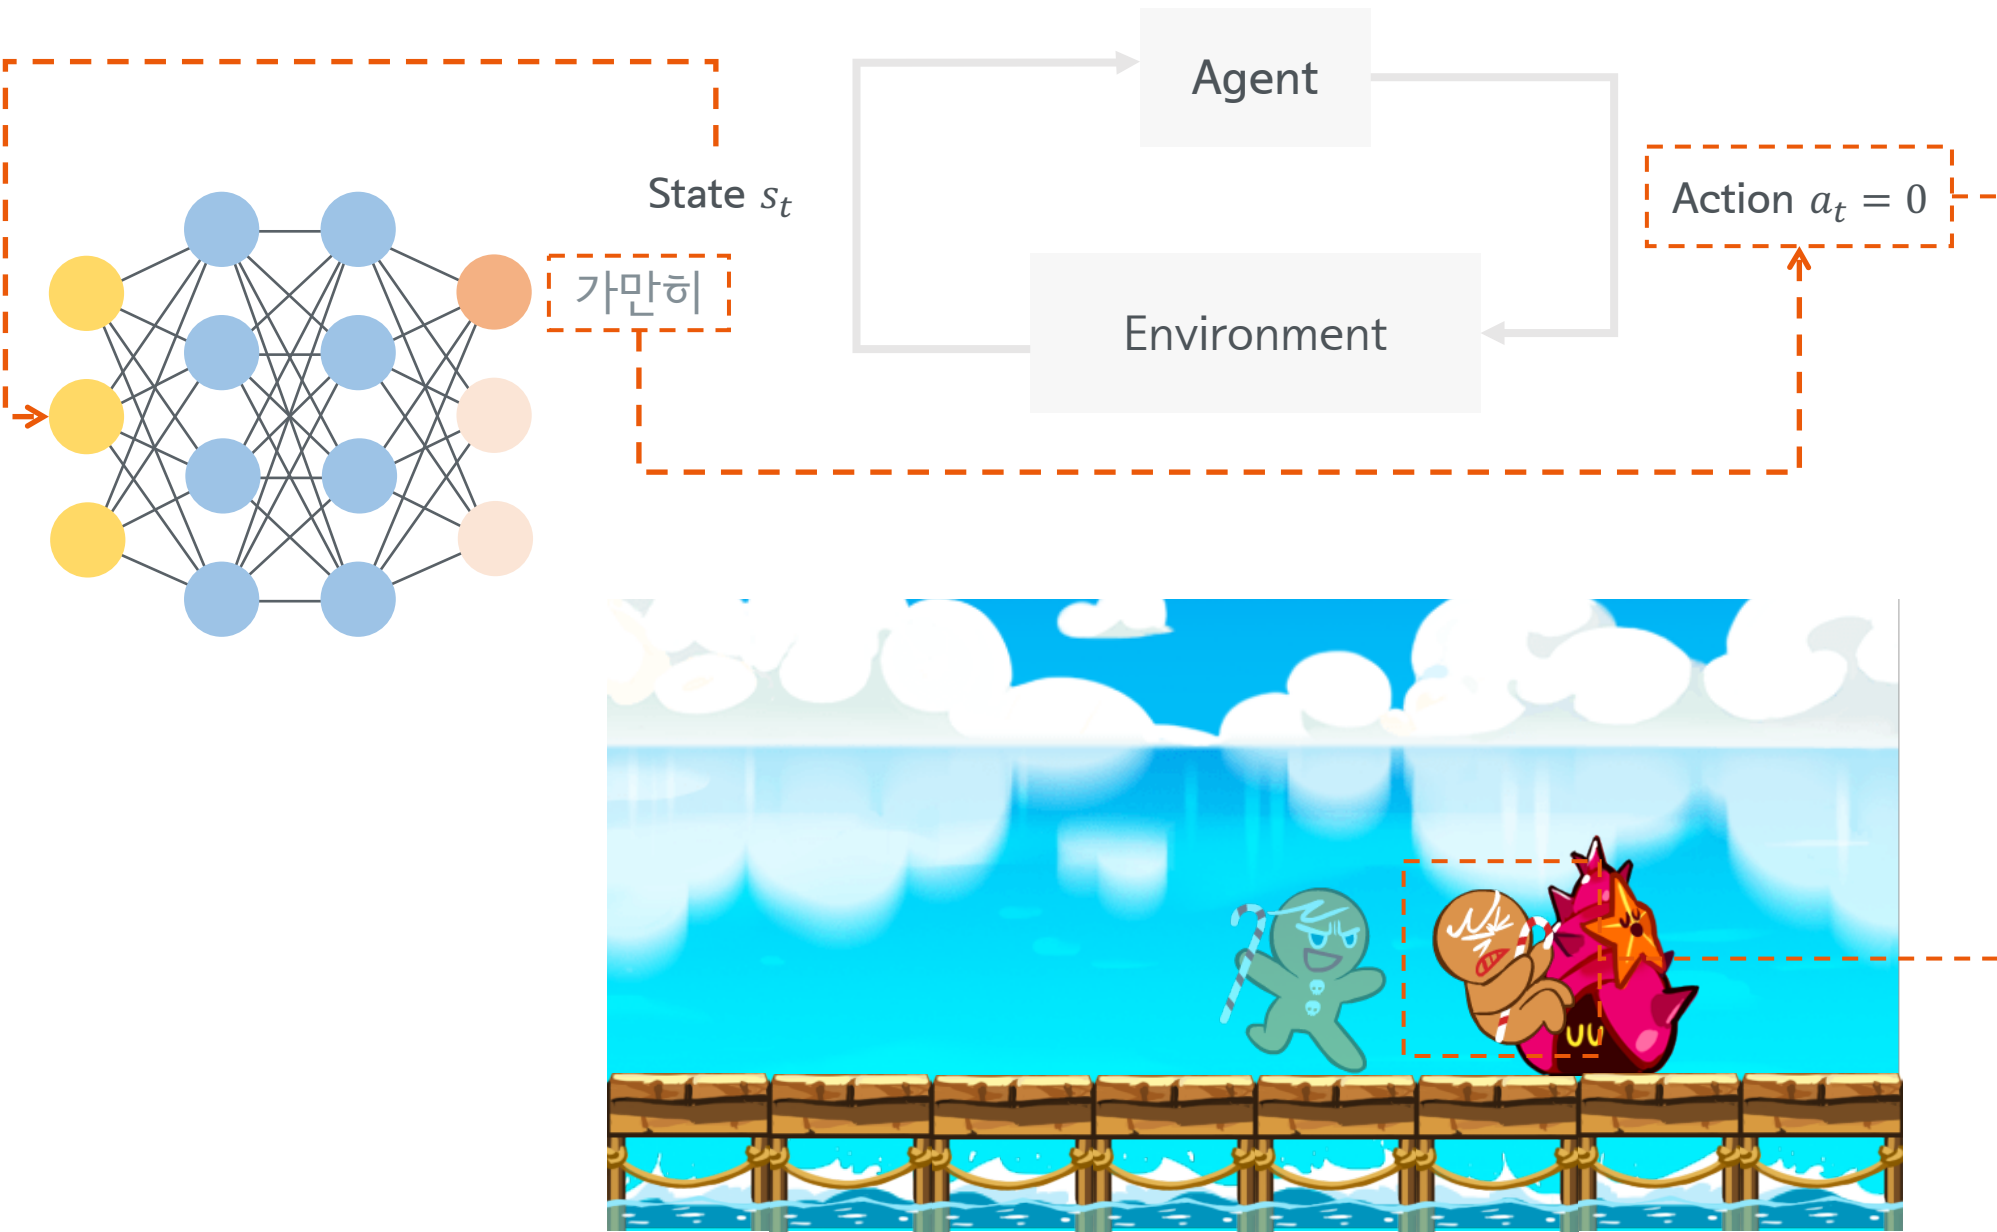 Agent
State s_t
Action a_t = 0
가만히
Environment